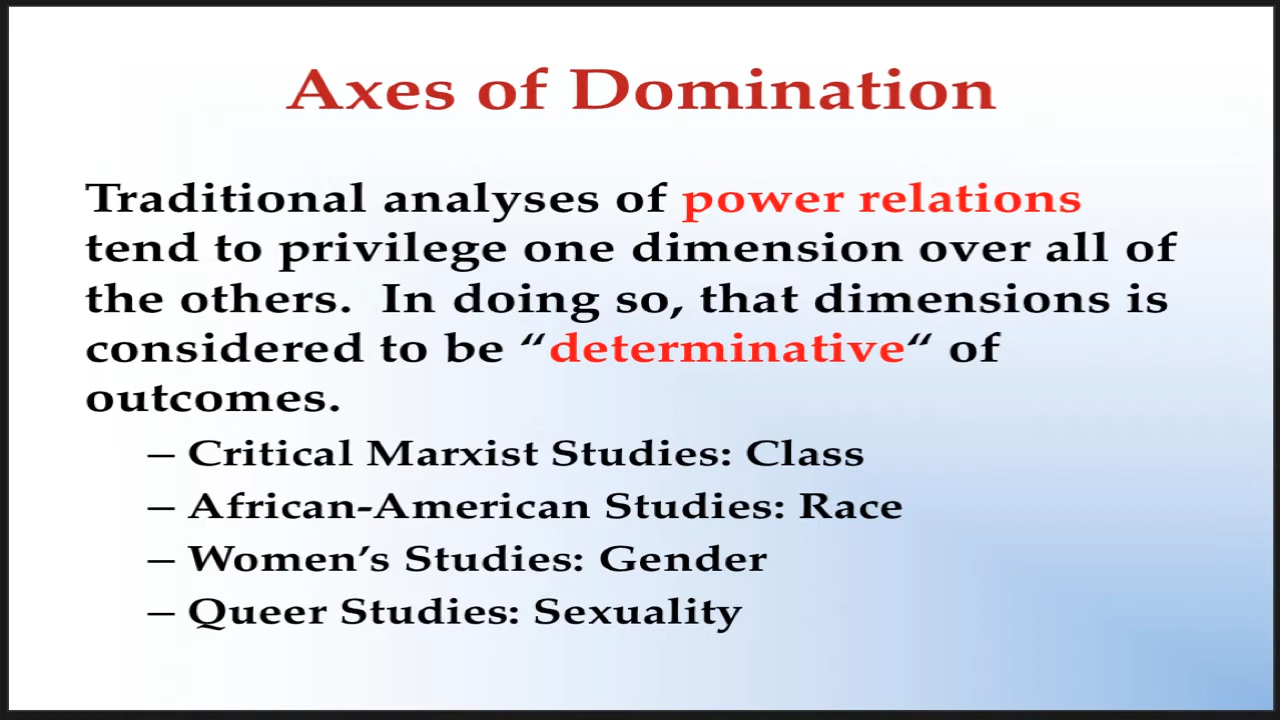 Axes of Domination
Traditional analyses of power relations
tend to privilege one dimension over all of
the others.  In doing so, that dimensions is
considered to be “determinative“ of
outcomes.
– Critical Marxist Studies: Class
– African-American Studies: Race
– Women’s Studies: Gender
– Queer Studies: Sexuality